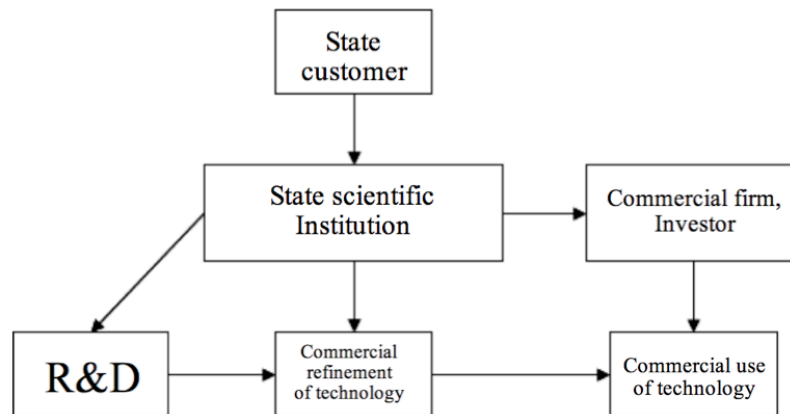 State
customer
State scientific
Institution
Commercial firm,
Investor
R&D
Commercial
refinement
of technology
Commercial use
of technology